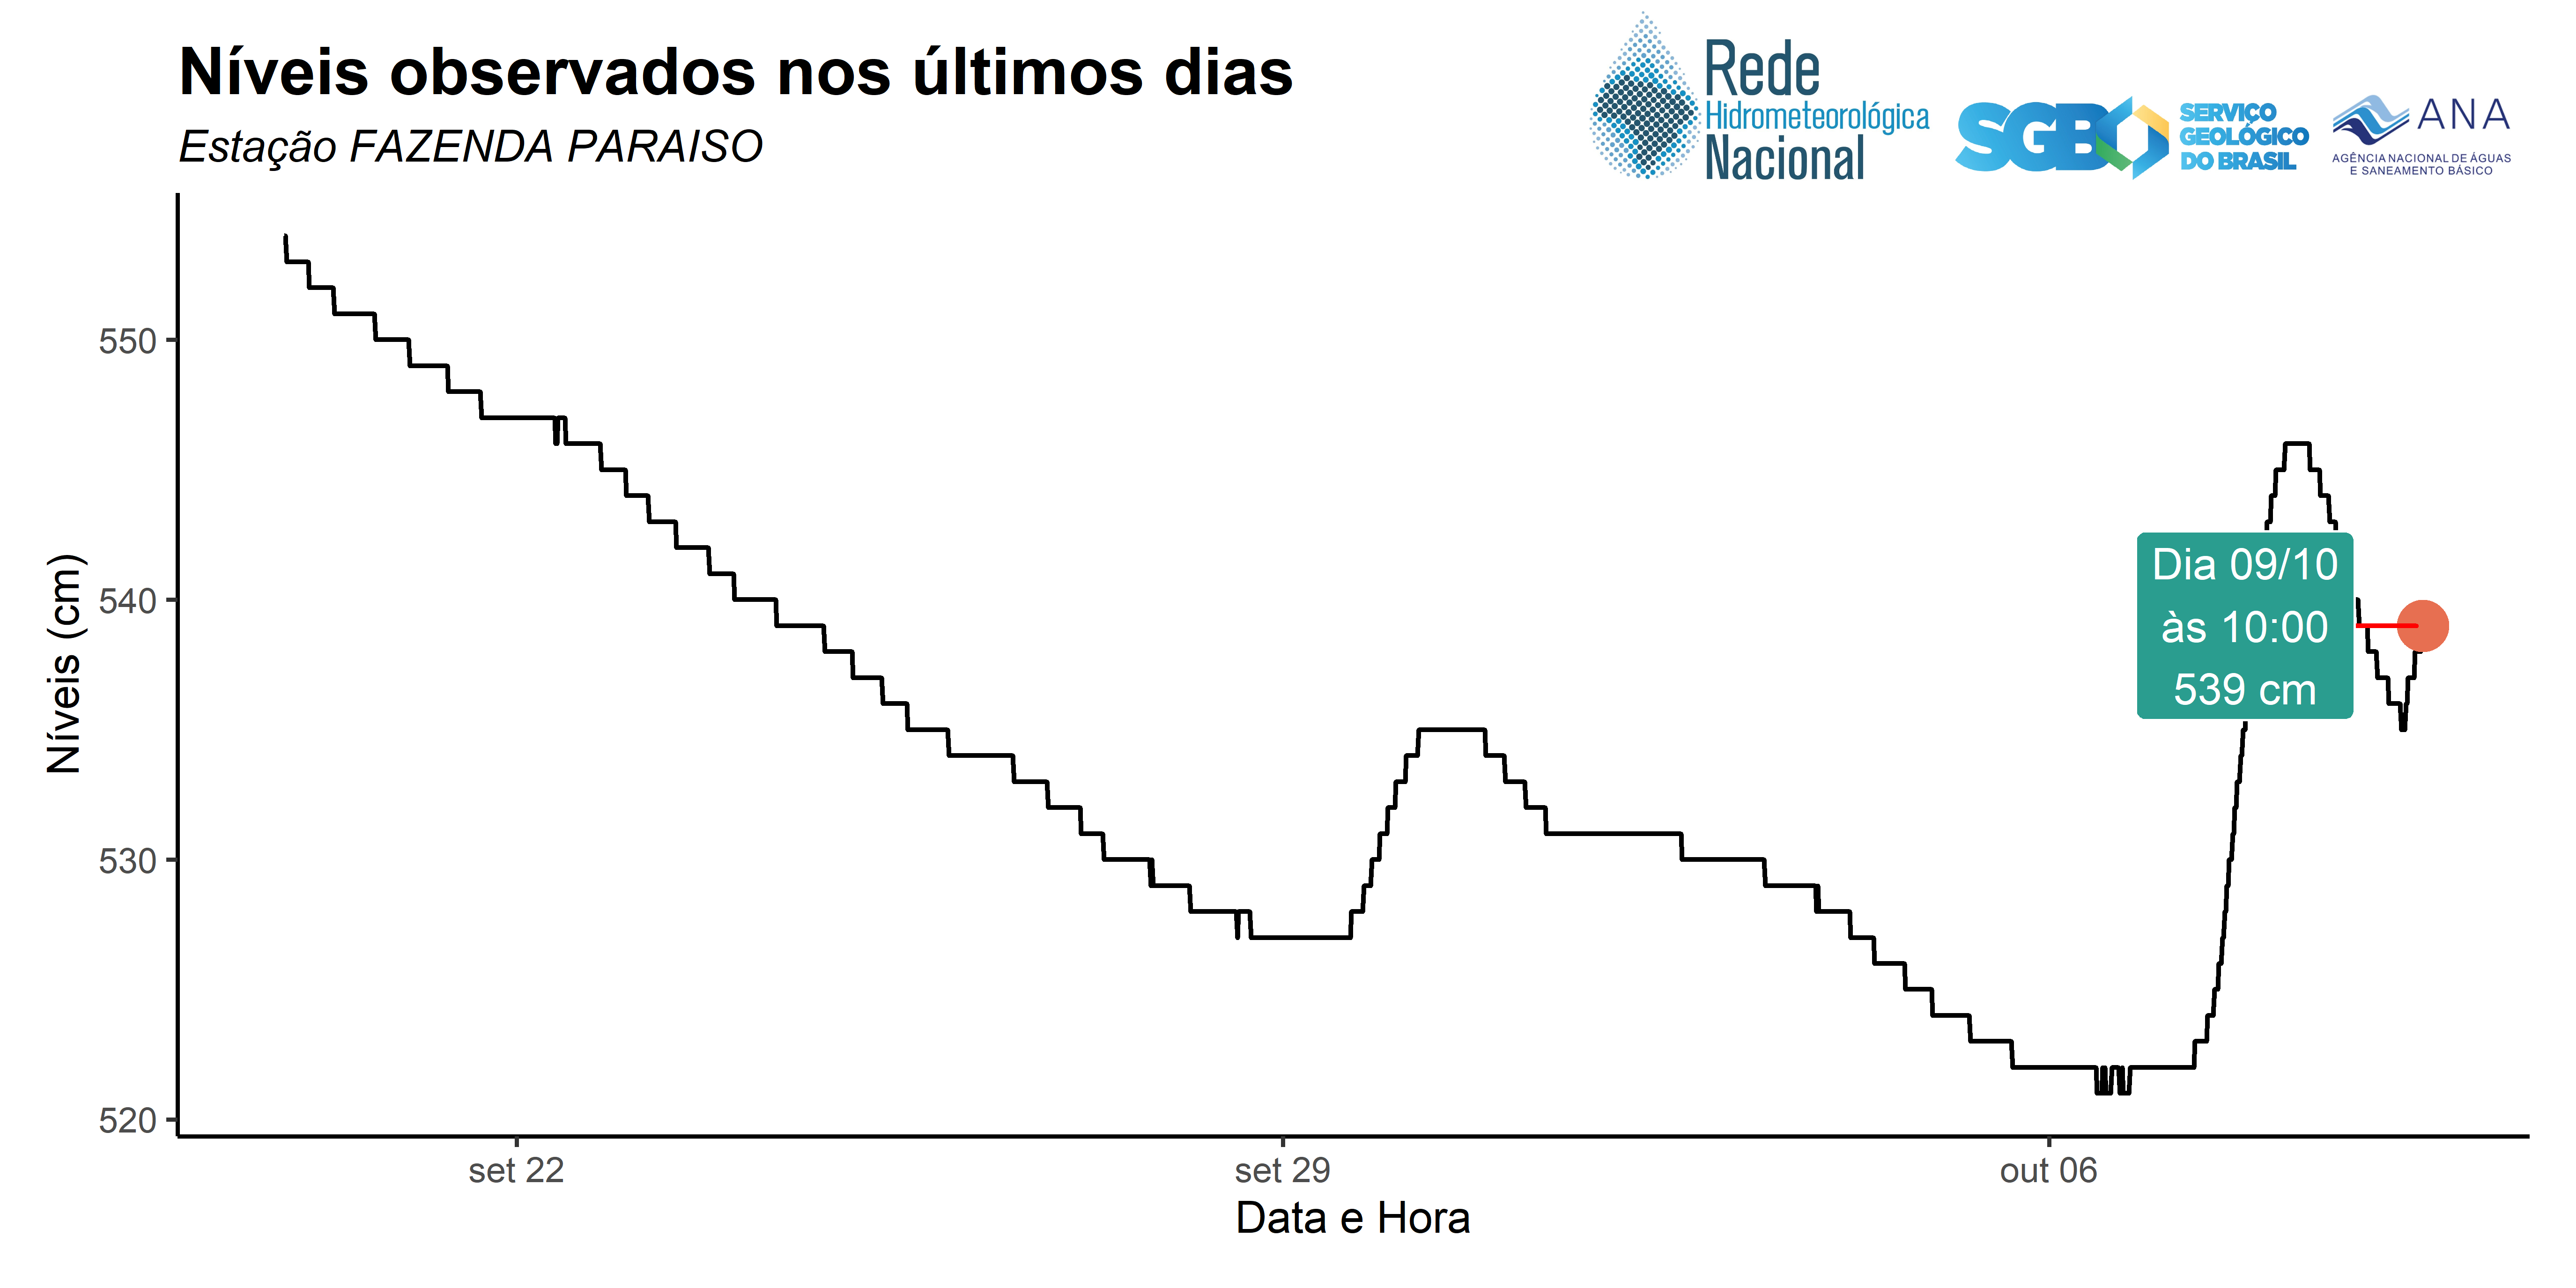 Níveis observados nos últimos dias
Estação FAZENDA PARAISO
Rede
Hidrometeorológica
Nacional
SGB
SERVIÇO
GEOLÓGICO
DO BRASIL
ANA
AGÊNCIA NACIONAL DE ÁGUAS
E SANEAMENTO BÁSICO
Níveis (cm)
550
540
530
520
Dia 09/10
às 10:00
539 cm
set 22
set 29
out 06
Data e Hora